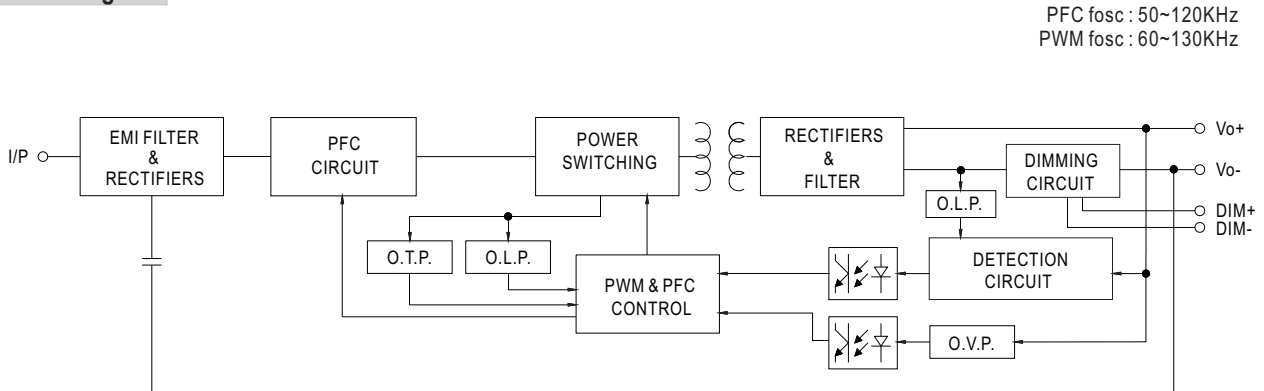 PFC fosc : 50~120KHz
PWM fosc : 60~130KHz
I/P
EMI FILTER
&
RECTIFIERS
PFC
CIRCUIT
POWER
SWITCHING
RECTIFIERS
&
FILTER
DIMMING
CIRCUIT
Vo+
Vo-
DIM+
DIM-
O.L.P.
O.T.P.
O.L.P.
PWM & PFC
CONTROL
DETECTION
CIRCUIT
O.V.P.